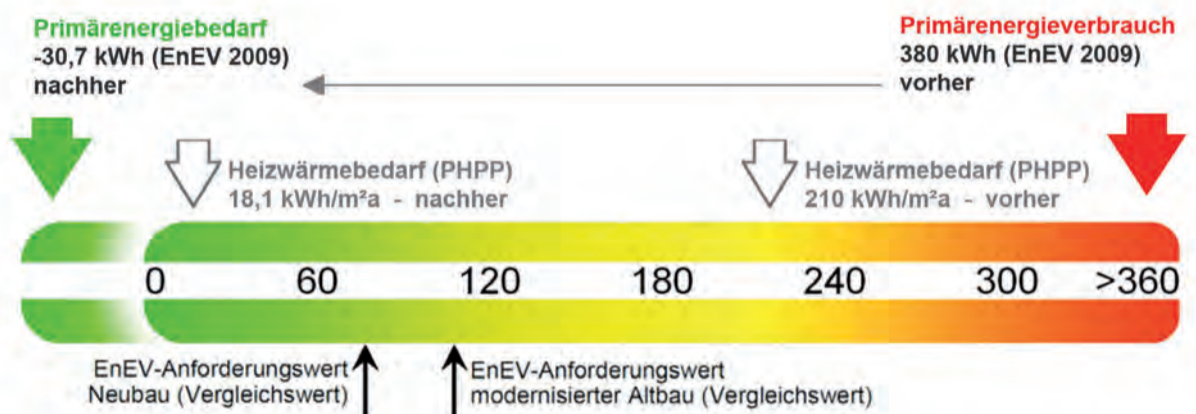 Primärenergiebedarf
-30,7 kWh (EnEV 2009)
nachher
Primärenergieverbrauch
380 kWh (EnEV 2009)
vorher
Heizwärmebedarf (PHPP)
18,1 kWh/m²a - nachher
Heizwärmebedarf (PHPP)
210 kWh/m²a - vorher
0 60 120 180 240 300 >360
EnEV-Anforderungswert
Neubau (Vergleichswert)
EnEV-Anforderungswert
modernisierter Altbau (Vergleichswert)